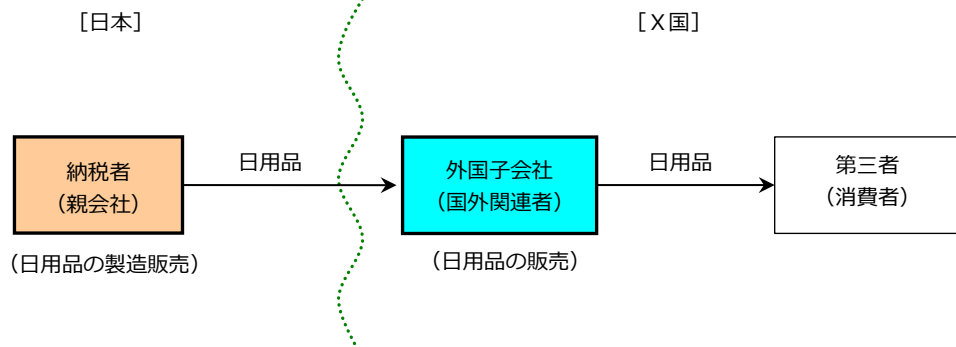 ［日本］
［Ｘ国］
納税者
（親会社）
日用品
外国子会社
（国外関連者）
日用品
第三者
（消費者）
（日用品の製造販売）
（日用品の販売）